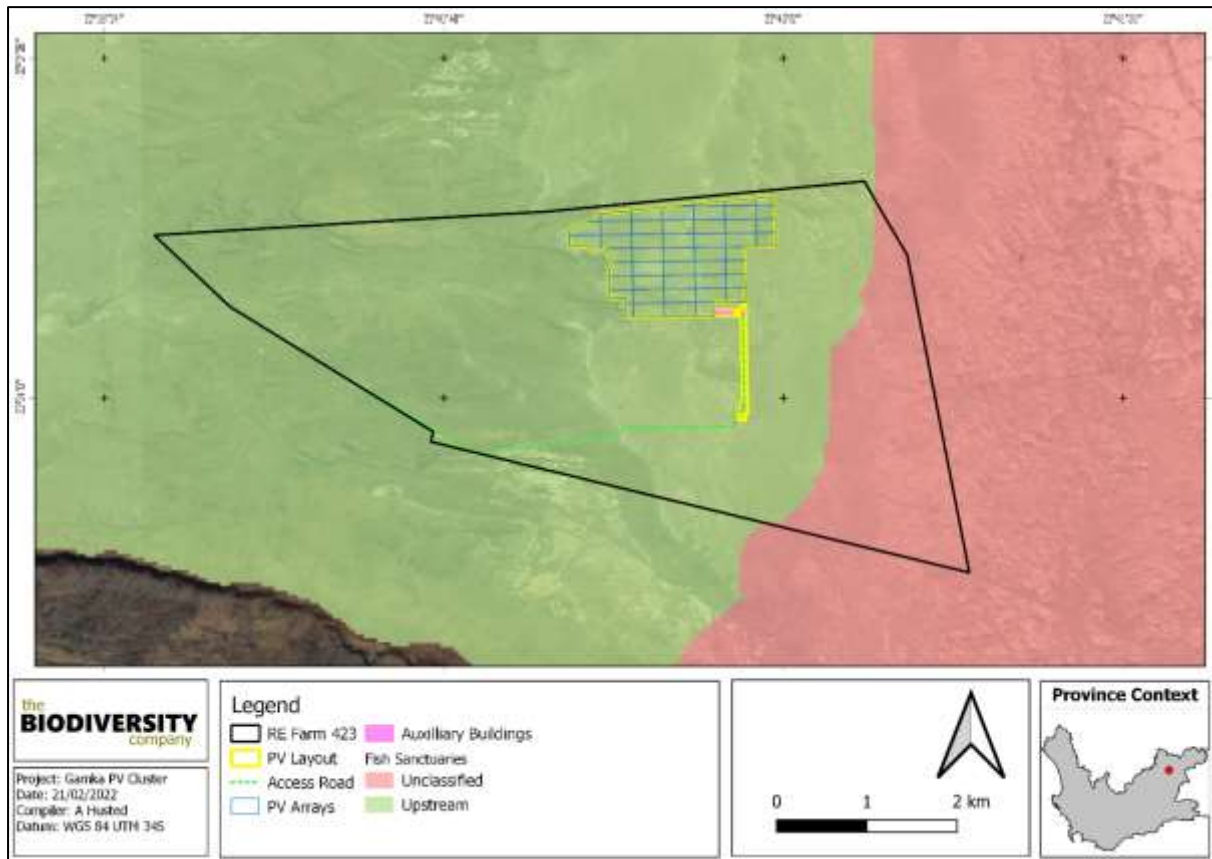 the
BIODIVERSITY
company
Project: Gamka PV Cluster
Date: 21/02/2022
Compiler: A Husted
Datum: WGS 84 UTM 34S
Legend
RE Farm 423
PV Layout
Access Road
PV Arrays
Auxilliary Buildings
Fish Sanctuaries
Unclassified
Upstream
0 1 2 km
Province Context